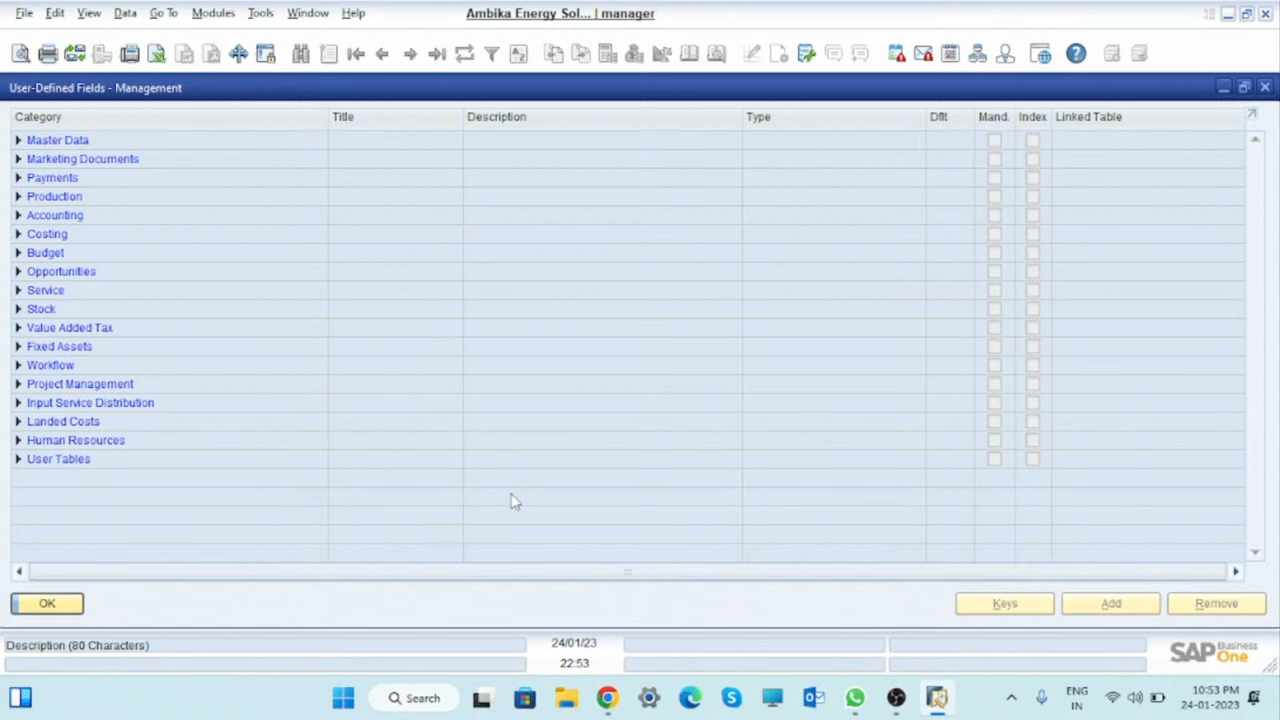 File Edit View Data Go To Modules Tools Window Help Ambika Energy Sol... | manager
User-Defined Fields - Management
Category Title Description Type Dflt Mand. Index Linked Table
Master Data
Marketing Documents
Payments
Production
Accounting
Costing
Budget
Opportunities
Service
Stock
Value Added Tax
Fixed Assets
Workflow
Project Management
Input Service Distribution
Landed Costs
Human Resources
User Tables
OK Keys Add Remove
Description (80 Characters) 24/01/23
22:53
SAP Business One
Search ENG IN 10:53 PM
24-01-2023